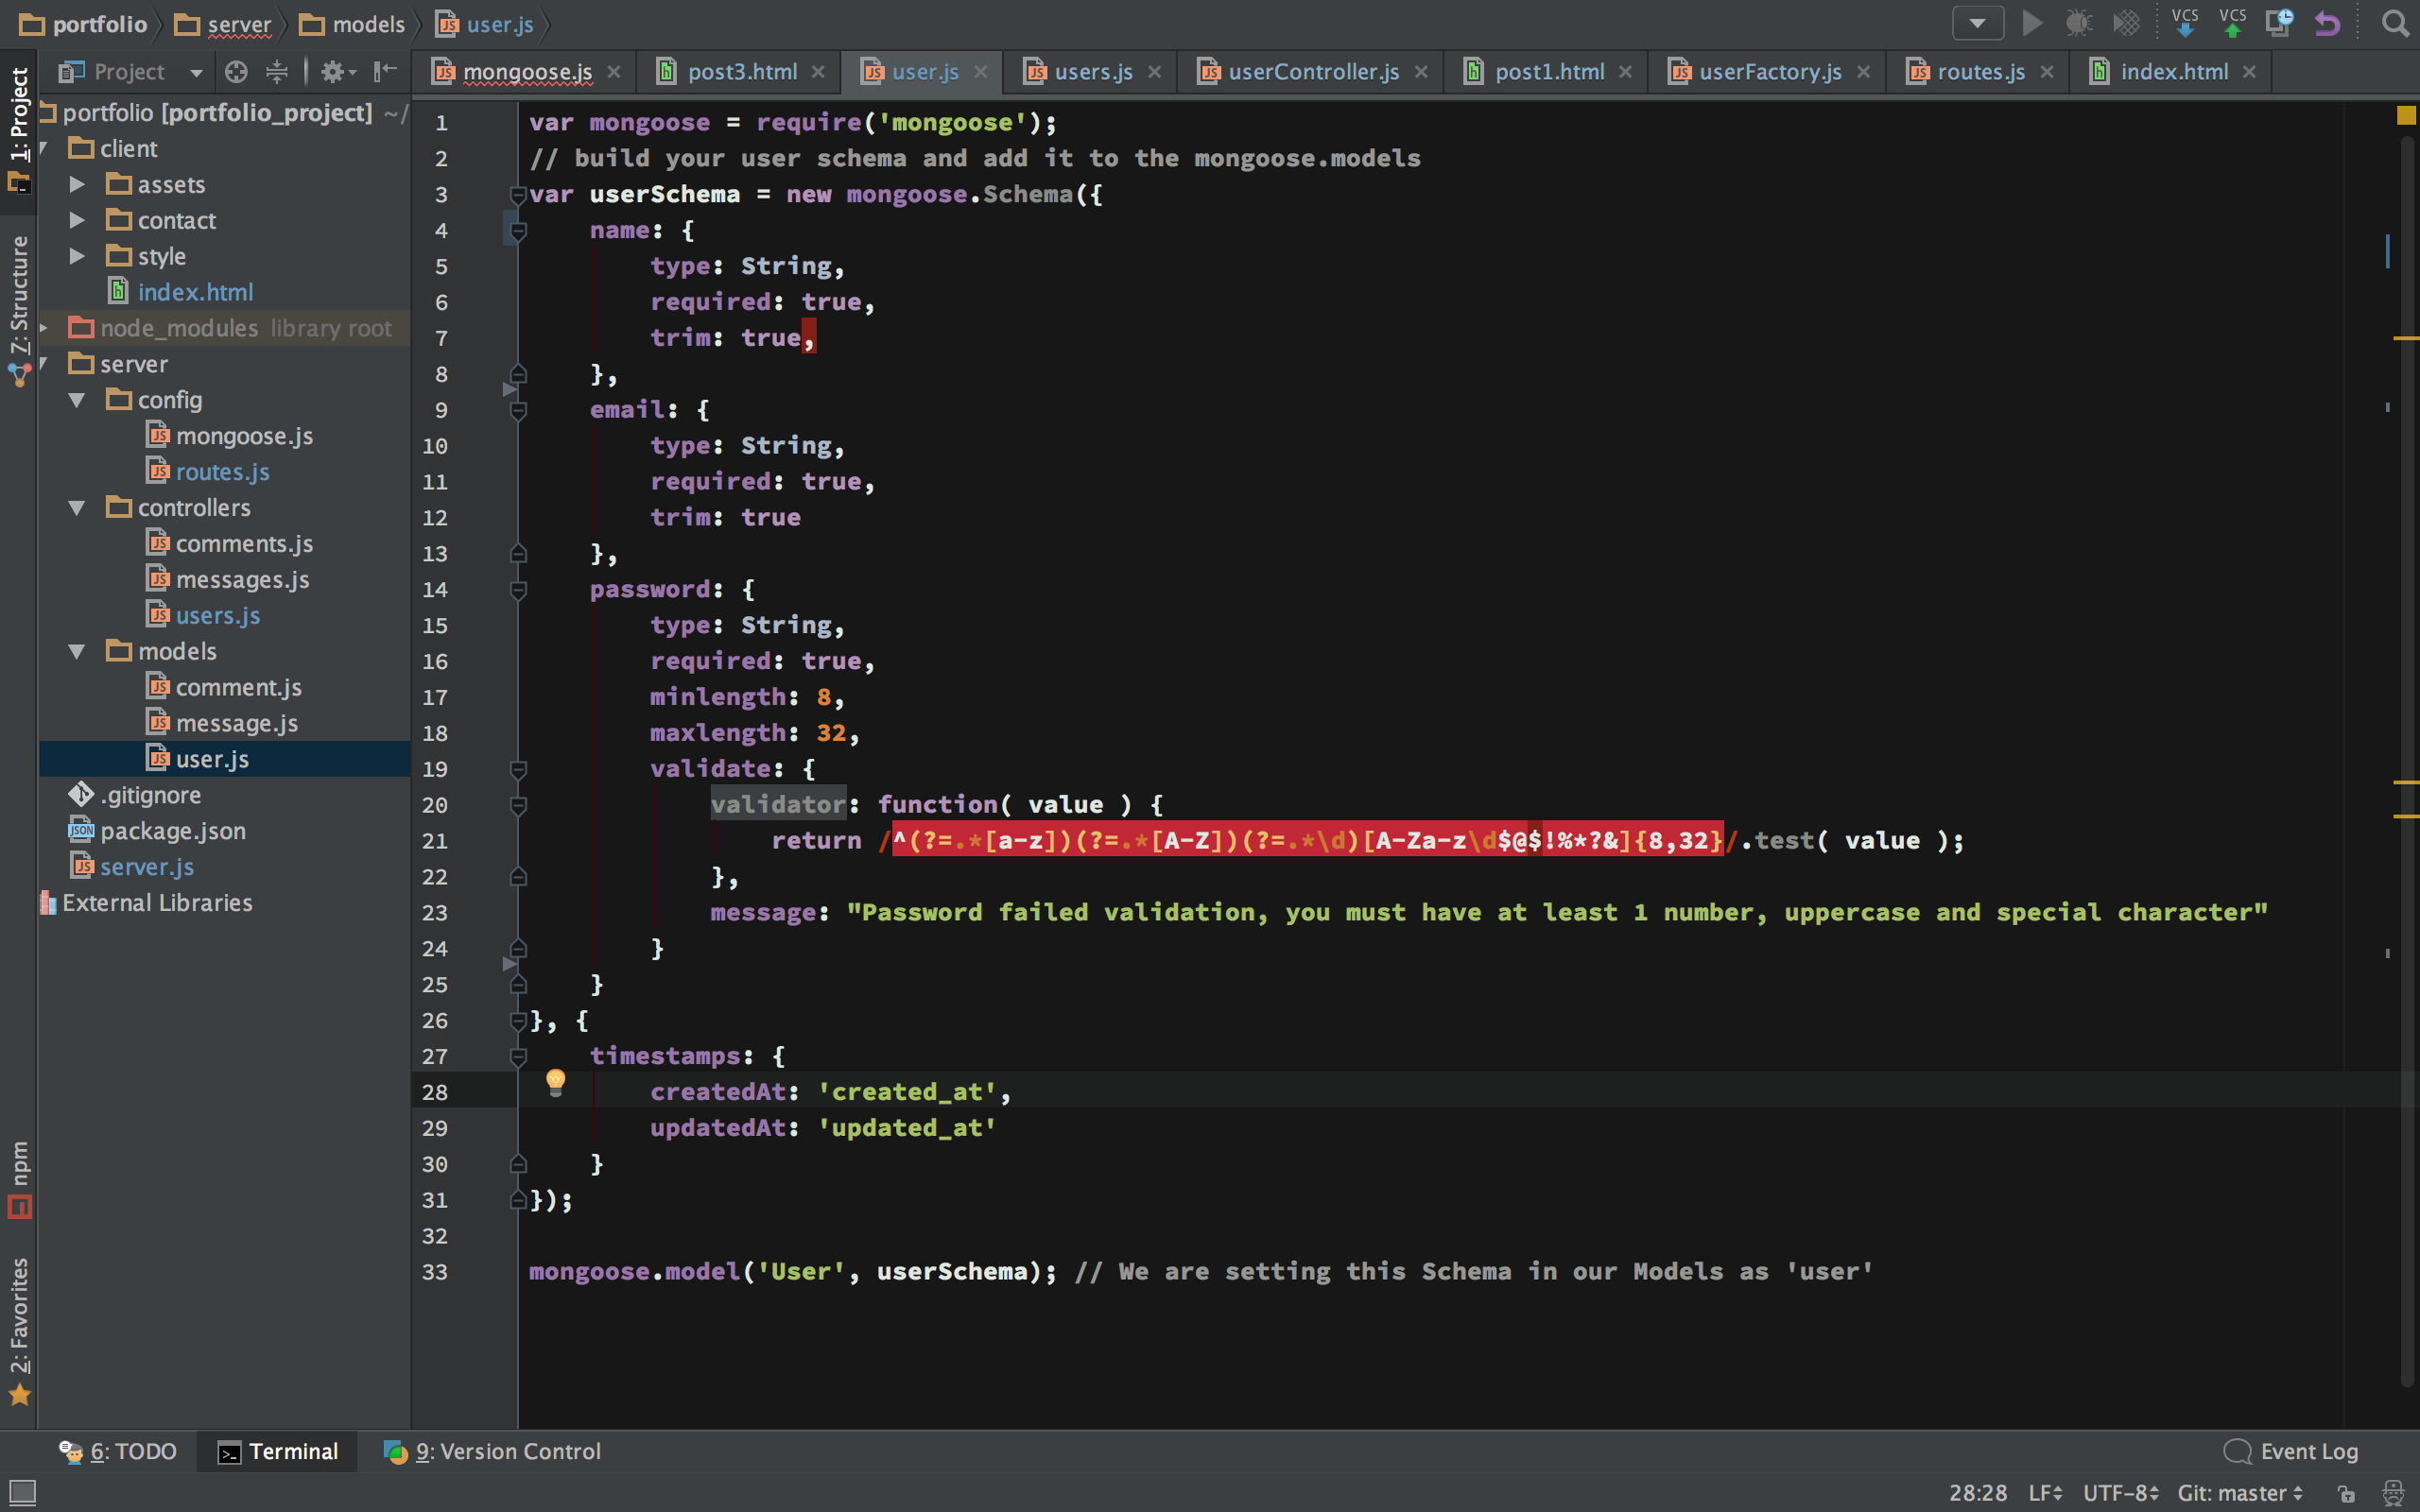 portfolio server models user.js
VCS VCS
Project
mongoose.js post3.html user.js users.js userController.js post1.html userFactory.js routes.js index.html
1: Project
7: Structure
npm
2: Favorites
portfolio [portfolio_project] ~/
client
assets
contact
style
index.html
node_modules library root
server
config
mongoose.js
routes.js
controllers
comments.js
messages.js
users.js
models
comment.js
message.js
user.js
.gitignore
package.json
server.js
External Libraries
1 var mongoose = require('mongoose');
2 // build your user schema and add it to the mongoose.models
3 var userSchema = new mongoose.Schema({
4 name: {
5 type: String,
6 required: true,
7 trim: true,
8 },
9 email: {
10 type: String,
11 required: true,
12 trim: true
13 },
14 password: {
15 type: String,
16 required: true,
17 minlength: 8,
18 maxlength: 32,
19 validate: {
20 validator: function( value ) {
21 return /^(?=.*[a-z])(?=.*[A-Z])(?=.*\d)[A-Za-z\d$@$!%*?&]{8,32}/.test( value );
22 },
23 message: "Password failed validation, you must have at least 1 number, uppercase and special character"
24 }
25 }
26 }, {
27 timestamps: {
28 createdAt: 'created_at',
29 updatedAt: 'updated_at'
30 }
31 });
32
33 mongoose.model('User', userSchema); // We are setting this Schema in our Models as 'user'
6: TODO Terminal 9: Version Control Event Log
28:28 LF UTF-8 Git: master